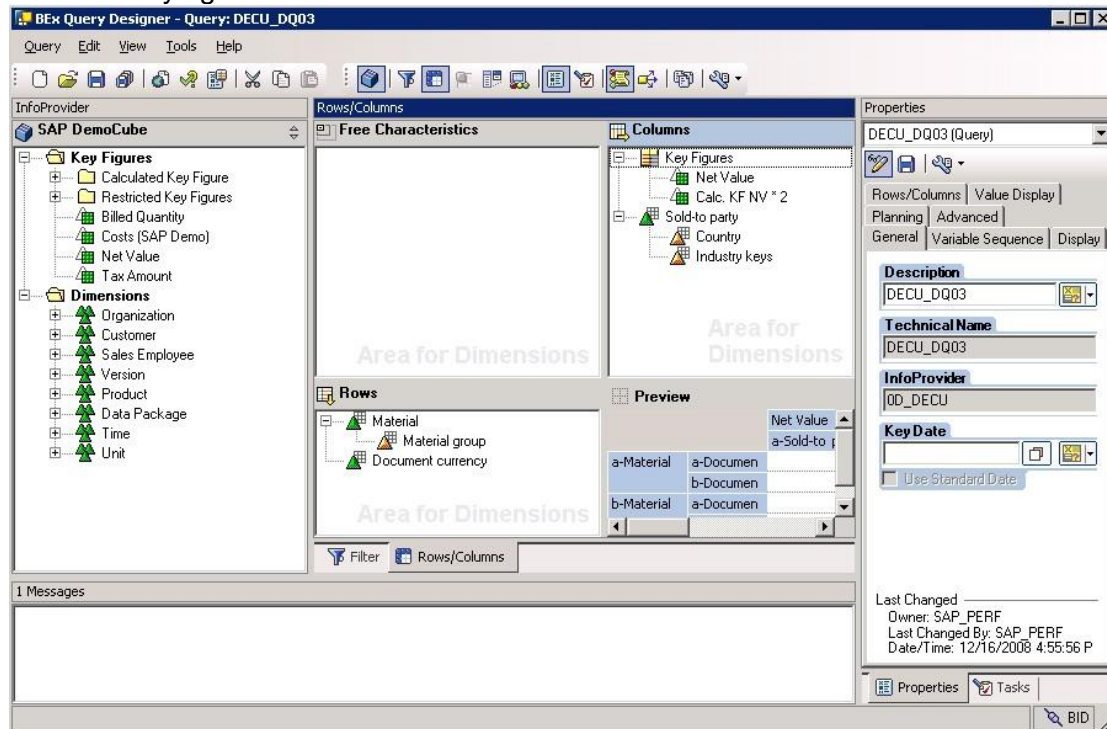 BEx Query Designer - Query: DECU_DQ03
Query Edit View Tools Help
InfoProvider
SAP DemoCube
Key Figures
Calculated Key Figure
Restricted Key Figures
Billed Quantity
Costs (SAP Demo)
Net Value
Tax Amount
Dimensions
Organization
Customer
Sales Employee
Version
Product
Data Package
Time
Unit
Rows/Columns
Free Characteristics
Area for Dimensions
Columns
Key Figures
Net Value
Calc. KF NV * 2
Sold-to party
Country
Industry keys
Area for
Dimensions
Rows
Material
Material group
Document currency
Area for Dimensions
Preview
Net Value
a-Sold-to p
a-Material a-Documen
b-Documen
b-Material a-Documen
Filter Rows/Columns
Properties
DECU_DQ03 (Query)
Rows/Columns Value Display
Planning Advanced
General Variable Sequence Display
Description
DECU_DQ03
Technical Name
DECU_DQ03
InfoProvider
0D_DECU
Key Date
Use Standard Date
Last Changed
Owner: SAP_PERF
Last Changed By: SAP_PERF
Date/Time: 12/16/2008 4:55:56 P
Properties Tasks
1 Messages
BID